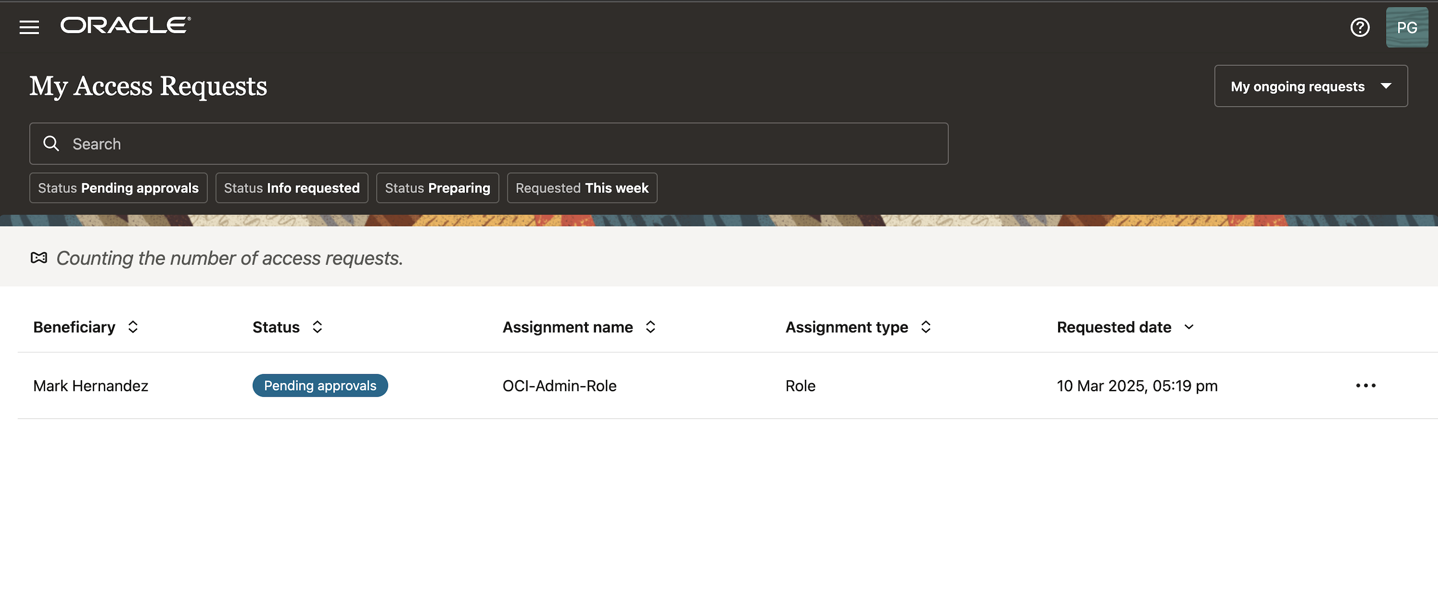 ORACLE®
PG
My Access Requests
My ongoing requests
Search
Status Pending approvals
Status Info requested
Status Preparing
Requested This week
Counting the number of access requests.
Beneficiary Status Assignment name Assignment type Requested date
Mark Hernandez Pending approvals OCI-Admin-Role Role 10 Mar 2025, 05:19 pm